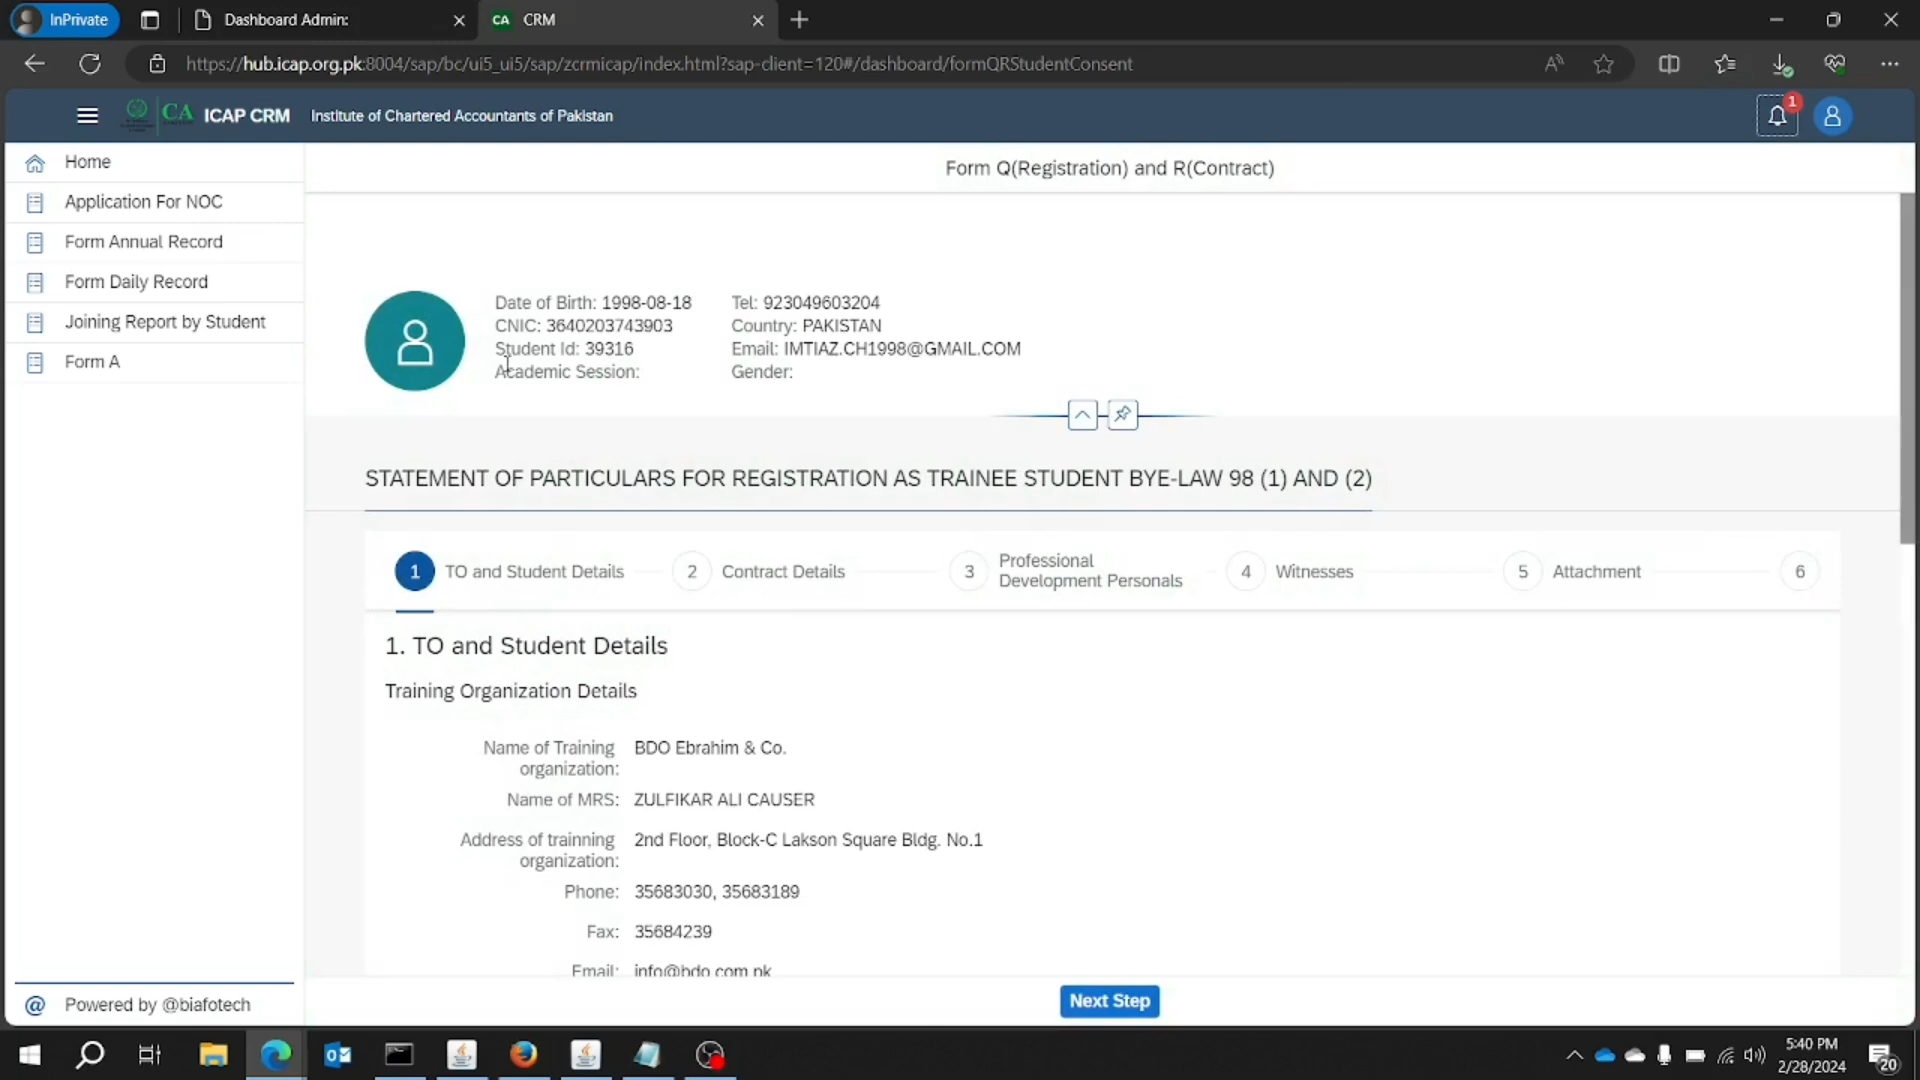 InPrivate
Dashboard Admin:
CA CRM
https://hub.icap.org.pk:8004/sap/bc/ui5_ui5/sap/zcrmicap/index.html?sap-client=120#/dashboard/formQRStudentConsent
CA ICAP CRM Institute of Chartered Accountants of Pakistan
1
Home
Application For NOC
Form Annual Record
Form Daily Record
Joining Report by Student
Form A
Form Q(Registration) and R(Contract)
Date of Birth: 1998-08-18 Tel: 923049603204
CNIC: 3640203743903 Country: PAKISTAN
Student Id: 39316 Email: IMTIAZ.CH1998@GMAIL.COM
Academic Session: Gender:
STATEMENT OF PARTICULARS FOR REGISTRATION AS TRAINEE STUDENT BYE-LAW 98 (1) AND (2)
1 TO and Student Details
2 Contract Details
3 Professional
Development Personals
4 Witnesses
5 Attachment
6
1. TO and Student Details
Training Organization Details
Name of Training
organization: BDO Ebrahim & Co.
Name of MRS: ZULFIKAR ALI CAUSER
Address of trainning
organization: 2nd Floor, Block-C Lakson Square Bldg. No.1
Phone: 35683030, 35683189
Fax: 35684239
Email: info@bdo.com.pk
Next Step
@ Powered by @biafotech
5:40 PM
2/28/2024
20